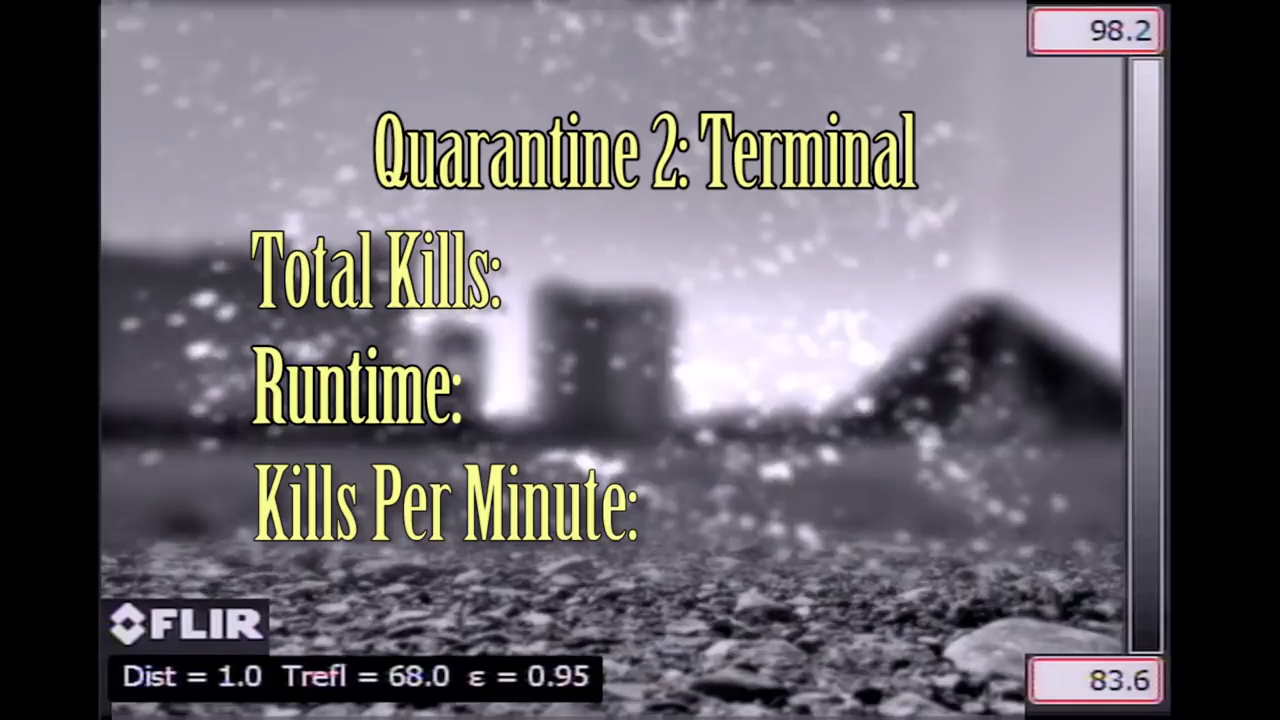 98.2
Quarantine 2: Terminal
Total Kills:
Runtime:
Kills Per Minute:
FLIR
Dist = 1.0 Trefl = 68.0 ε = 0.95
83.6